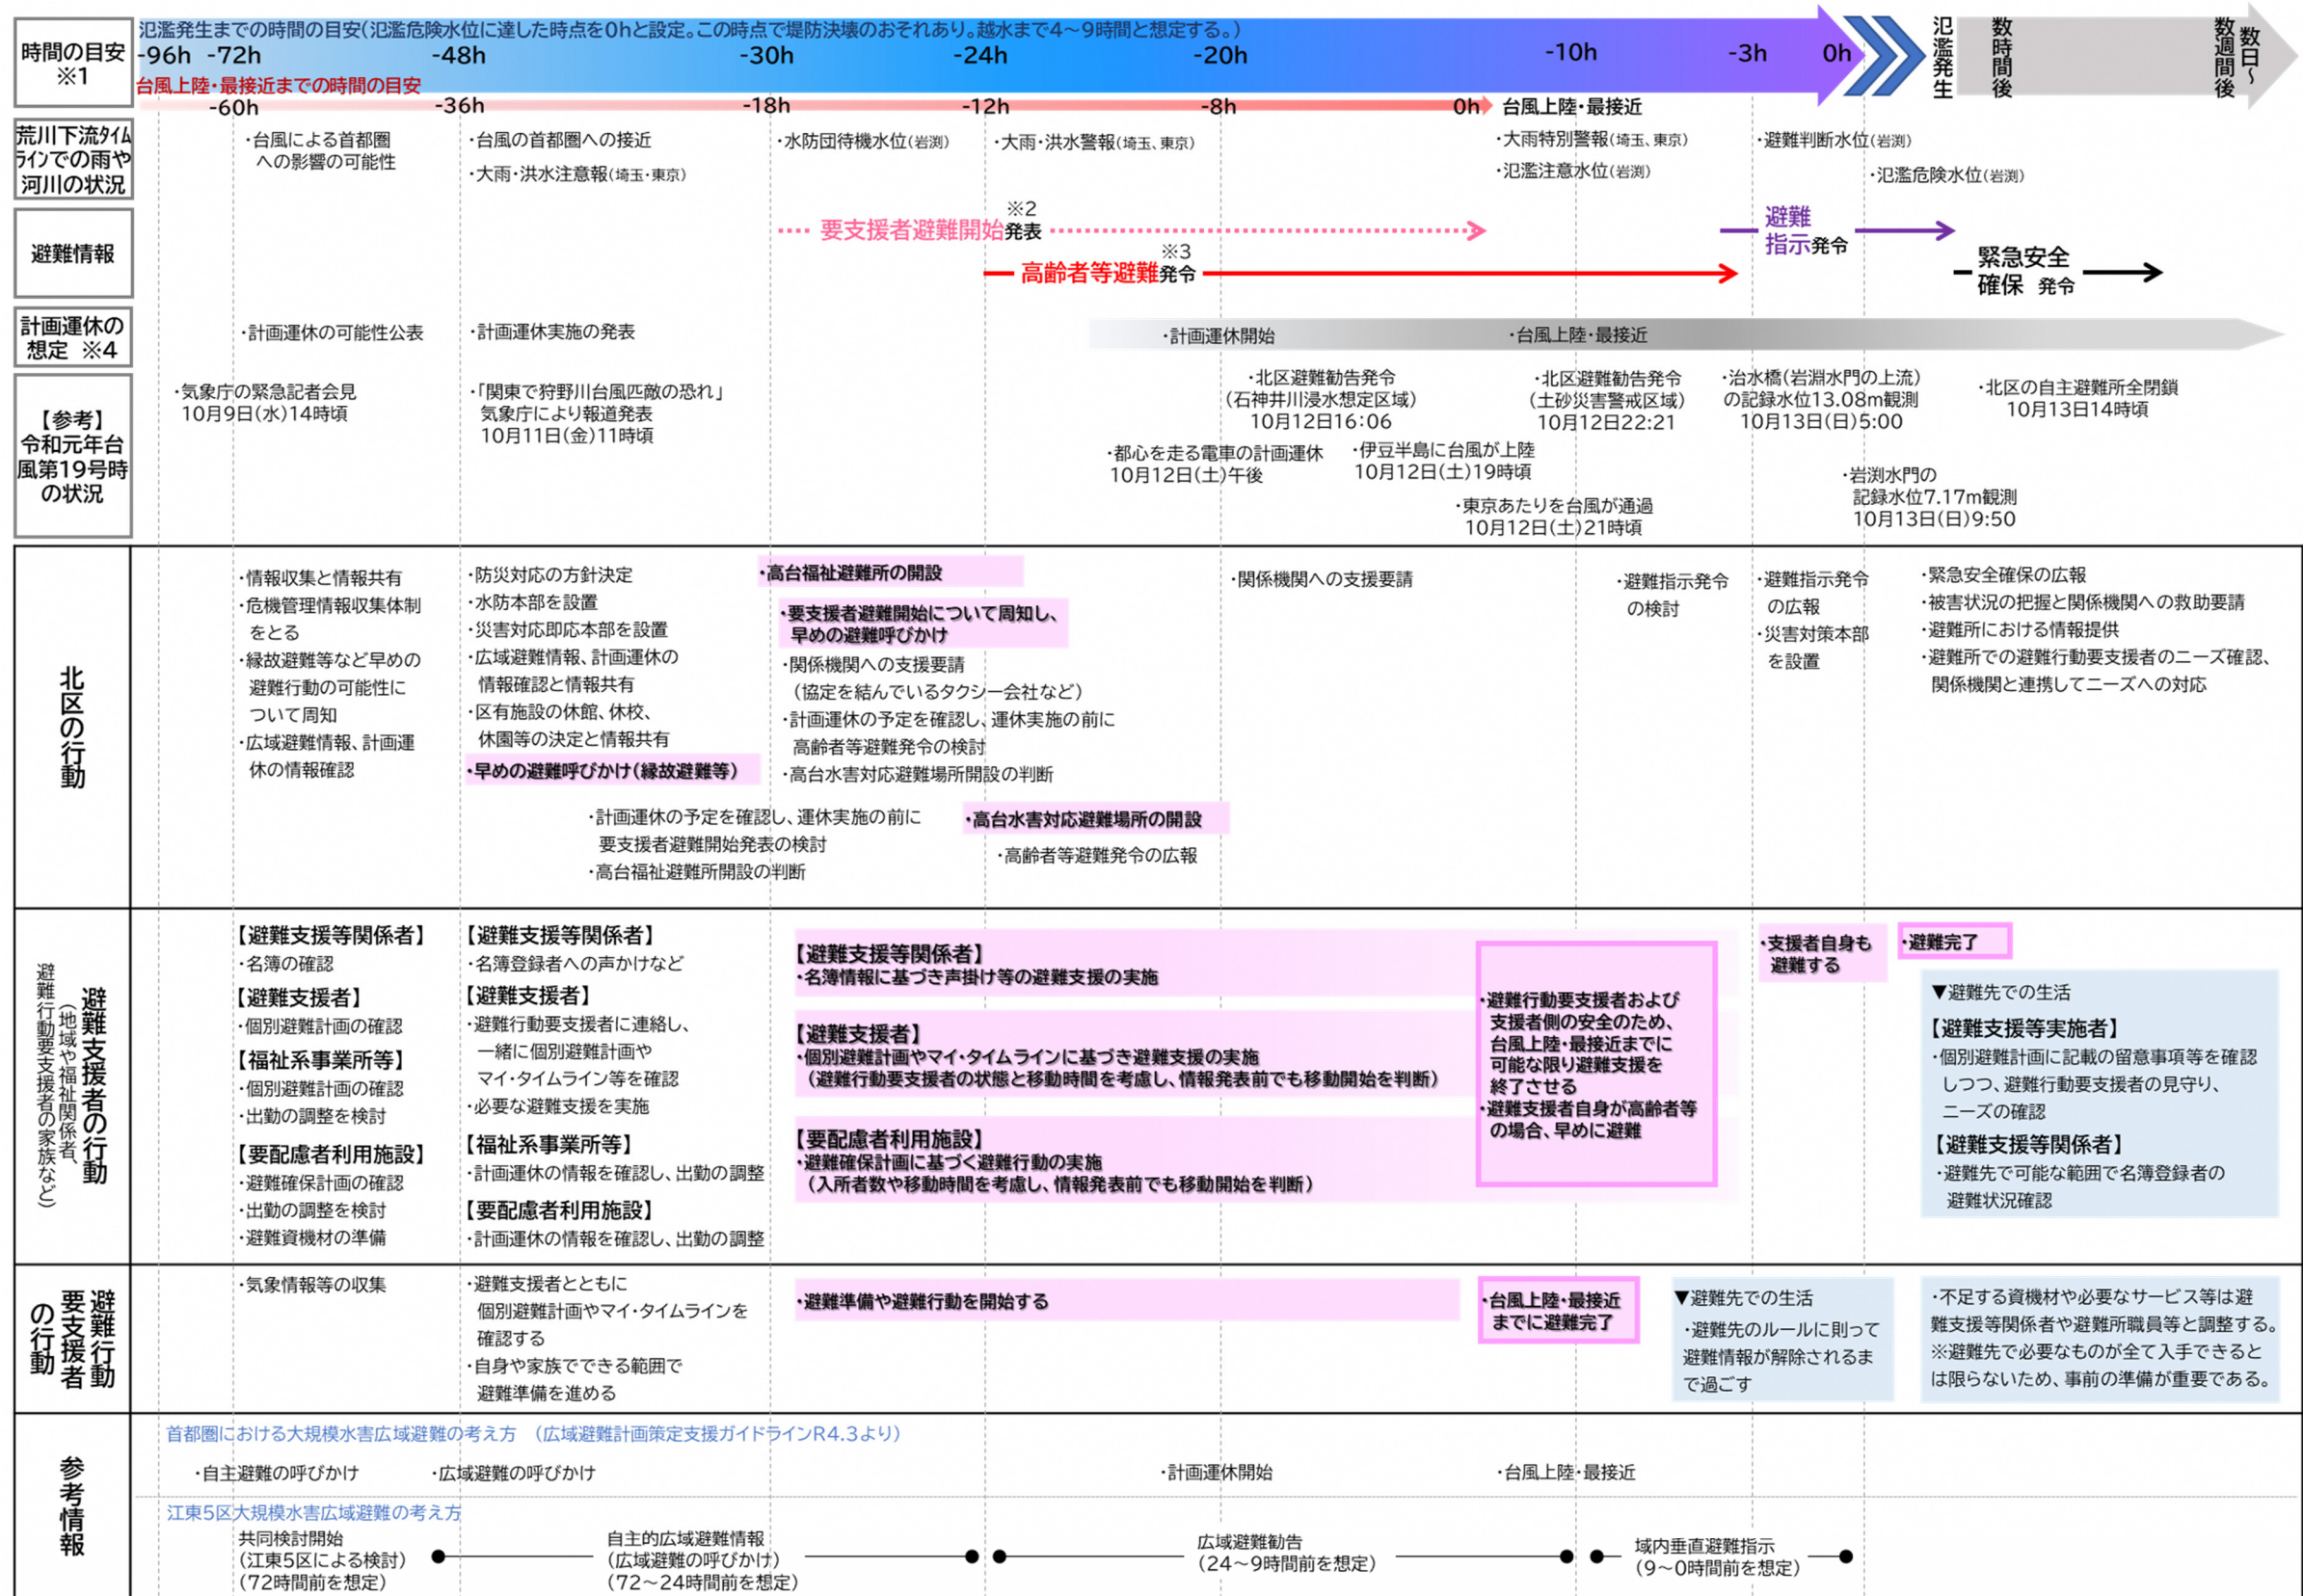 時間の目安
※1
氾濫発生までの時間の目安(氾濫危険水位に達した時点を0hと設定。この時点で堤防決壊のおそれあり。越水まで4～9時間と想定する。)
-96h -72h -48h -30h -24h -20h -10h -3h 0h
氾濫発生
数時間後
数日～
数週間後
台風上陸・最接近までの時間の目安
-60h -36h -18h -12h -8h 0h 台風上陸・最接近
荒川下流タイム
ラインでの雨や
河川の状況
・台風による首都圏
への影響の可能性
・台風の首都圏への接近
・大雨・洪水注意報(埼玉・東京)
・水防団待機水位(岩渕)
・大雨・洪水警報(埼玉、東京)
・大雨特別警報(埼玉、東京)
・氾濫注意水位(岩渕)
・避難判断水位(岩渕)
・氾濫危険水位(岩渕)
避難情報
※2
要支援者避難開始発表
※3
高齢者等避難発令
避難
指示発令
緊急安全
確保 発令
計画運休の
想定 ※4
・計画運休の可能性公表
・計画運休実施の発表
・計画運休開始
・台風上陸・最接近
【参考】
令和元年台
風第19号時
の状況
・気象庁の緊急記者会見
10月9日(水)14時頃
・「関東で狩野川台風匹敵の恐れ」
気象庁により報道発表
10月11日(金)11時頃
・北区避難勧告発令
(石神井川浸水想定区域)
10月12日16:06
・都心を走る電車の計画運休
10月12日(土)午後
・伊豆半島に台風が上陸
10月12日(土)19時頃
・東京あたりを台風が通過
10月12日(土)21時頃
・北区避難勧告発令
(土砂災害警戒区域)
10月12日22:21
・治水橋(岩淵水門の上流)
の記録水位13.08m観測
10月13日(日)5:00
・岩渕水門の
記録水位7.17m観測
10月13日(日)9:50
・北区の自主避難所全閉鎖
10月13日14時頃
北区の行動
・情報収集と情報共有
・危機管理情報収集体制
をとる
・縁故避難等など早めの
避難行動の可能性に
ついて周知
・広域避難情報、計画運
休の情報確認
・防災対応の方針決定
・水防本部を設置
・災害対応即応本部を設置
・広域避難情報、計画運休の
情報確認と情報共有
・区有施設の休館、休校、
休園等の決定と情報共有
・早めの避難呼びかけ(縁故避難等)
・計画運休の予定を確認し、運休実施の前に
要支援者避難開始発表の検討
・高台福祉避難所開設の判断
・高台福祉避難所の開設
・要支援者避難開始について周知し、
早めの避難呼びかけ
・関係機関への支援要請
(協定を結んでいるタクシー会社など)
・計画運休の予定を確認し、運休実施の前に
高齢者等避難発令の検討
・高台水害対応避難場所開設の判断
・高台水害対応避難場所の開設
・高齢者等避難発令の広報
・関係機関への支援要請
・避難指示発令
の検討
・避難指示発令
の広報
・災害対策本部
を設置
・緊急安全確保の広報
・被害状況の把握と関係機関への救助要請
・避難所における情報提供
・避難所での避難行動要支援者のニーズ確認、
関係機関と連携してニーズへの対応
避難支援者の行動
(地域や福祉関係者、
避難行動要支援者の家族など)
【避難支援等関係者】
・名簿の確認
【避難支援者】
・個別避難計画の確認
【福祉系事業所等】
・個別避難計画の確認
・出勤の調整を検討
【要配慮者利用施設】
・避難確保計画の確認
・出勤の調整を検討
・避難資機材の準備
【避難支援等関係者】
・名簿登録者への声かけなど
【避難支援者】
・避難行動要支援者に連絡し、
一緒に個別避難計画や
マイ・タイムライン等を確認
・必要な避難支援を実施
【福祉系事業所等】
・計画運休の情報を確認し、出勤の調整
【要配慮者利用施設】
・計画運休の情報を確認し、出勤の調整
【避難支援等関係者】
・名簿情報に基づき声掛け等の避難支援の実施
【避難支援者】
・個別避難計画やマイ・タイムラインに基づき避難支援の実施
(避難行動要支援者の状態と移動時間を考慮し、情報発表前でも移動開始を判断)
【要配慮者利用施設】
・避難確保計画に基づく避難行動の実施
(入所者数や移動時間を考慮し、情報発表前でも移動開始を判断)
・避難行動要支援者および
支援者側の安全のため、
台風上陸・最接近までに
可能な限り避難支援を
終了させる
・避難支援者自身が高齢者等
の場合、早めに避難
・支援者自身も
避難する
・避難完了
▼避難先での生活
【避難支援等実施者】
・個別避難計画に記載の留意事項等を確認
しつつ、避難行動要支援者の見守り、
ニーズの確認
【避難支援等関係者】
・避難先で可能な範囲で名簿登録者の
避難状況確認
避難行動
要支援者
の行動
・気象情報等の収集
・避難支援者とともに
個別避難計画やマイ・タイムラインを
確認する
・自身や家族でできる範囲で
避難準備を進める
・避難準備や避難行動を開始する
・台風上陸・最接近
までに避難完了
▼避難先での生活
・避難先のルールに則って
避難情報が解除されるま
で過ごす
・不足する資機材や必要なサービス等は避
難支援等関係者や避難所職員等と調整する。
※避難先で必要なものが全て入手できると
は限らないため、事前の準備が重要である。
参考情報
首都圏における大規模水害広域避難の考え方 (広域避難計画策定支援ガイドラインR4.3より)
・自主避難の呼びかけ
・広域避難の呼びかけ
・計画運休開始
・台風上陸・最接近
江東5区大規模水害広域避難の考え方
共同検討開始
(江東5区による検討)
(72時間前を想定)
自主的広域避難情報
(広域避難の呼びかけ)
(72～24時間前を想定)
広域避難勧告
(24～9時間前を想定)
域内垂直避難指示
(9～0時間前を想定)